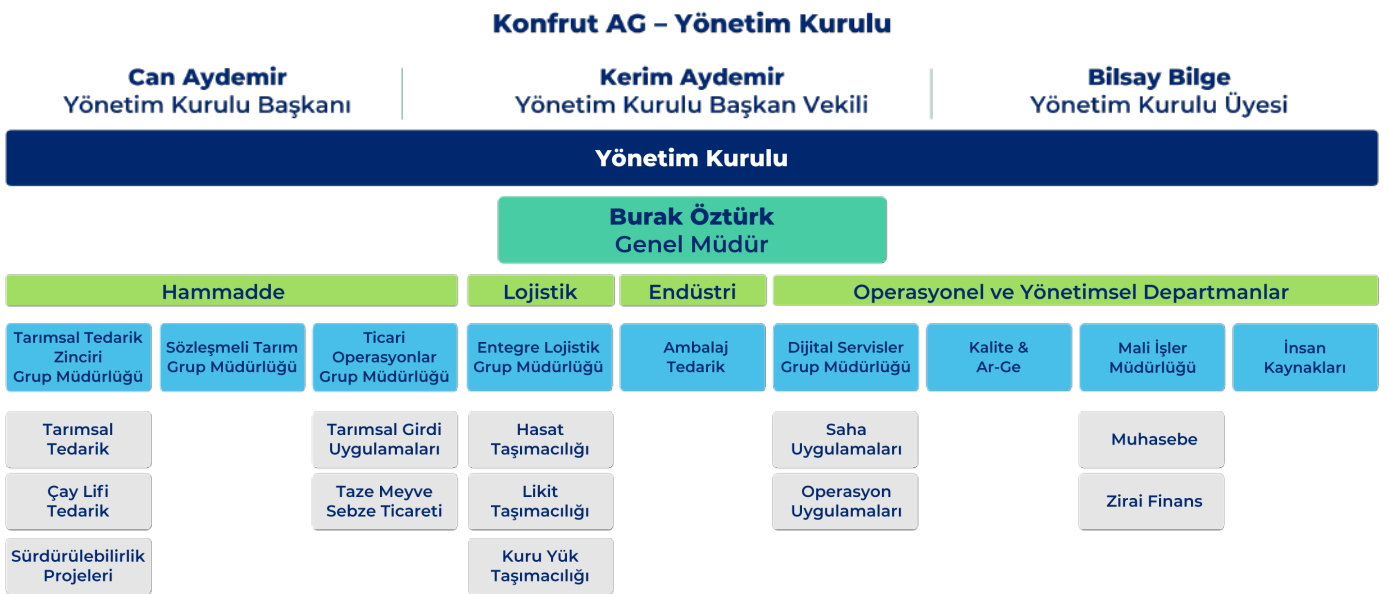 Konfrut AG – Yönetim Kurulu
Can Aydemir
Yönetim Kurulu Başkanı
Kerim Aydemir
Yönetim Kurulu Başkan Vekili
Bilsay Bilge
Yönetim Kurulu Üyesi
Yönetim Kurulu
Burak Öztürk
Genel Müdür
Hammadde
Lojistik
Endüstri
Operasyonel ve Yönetimsel Departmanlar
Tarımsal Tedarik
Zinciri
Grup Müdürlüğü
Sözleşmeli Tarım
Grup Müdürlüğü
Ticari
Operasyonlar
Grup Müdürlüğü
Entegre Lojistik
Grup Müdürlüğü
Ambalaj
Tedarik
Dijital Servisler
Grup Müdürlüğü
Kalite &
Ar-Ge
Mali İşler
Müdürlüğü
İnsan
Kaynakları
Tarımsal
Tedarik
Tarımsal Girdi
Uygulamaları
Hasat
Taşımacılığı
Saha
Uygulamaları
Muhasebe
Çay Lifi
Tedarik
Taze Meyve
Sebze Ticareti
Likit
Taşımacılığı
Operasyon
Uygulamaları
Zirai Finans
Sürdürülebilirlik
Projeleri
Kuru Yük
Taşımacılığı